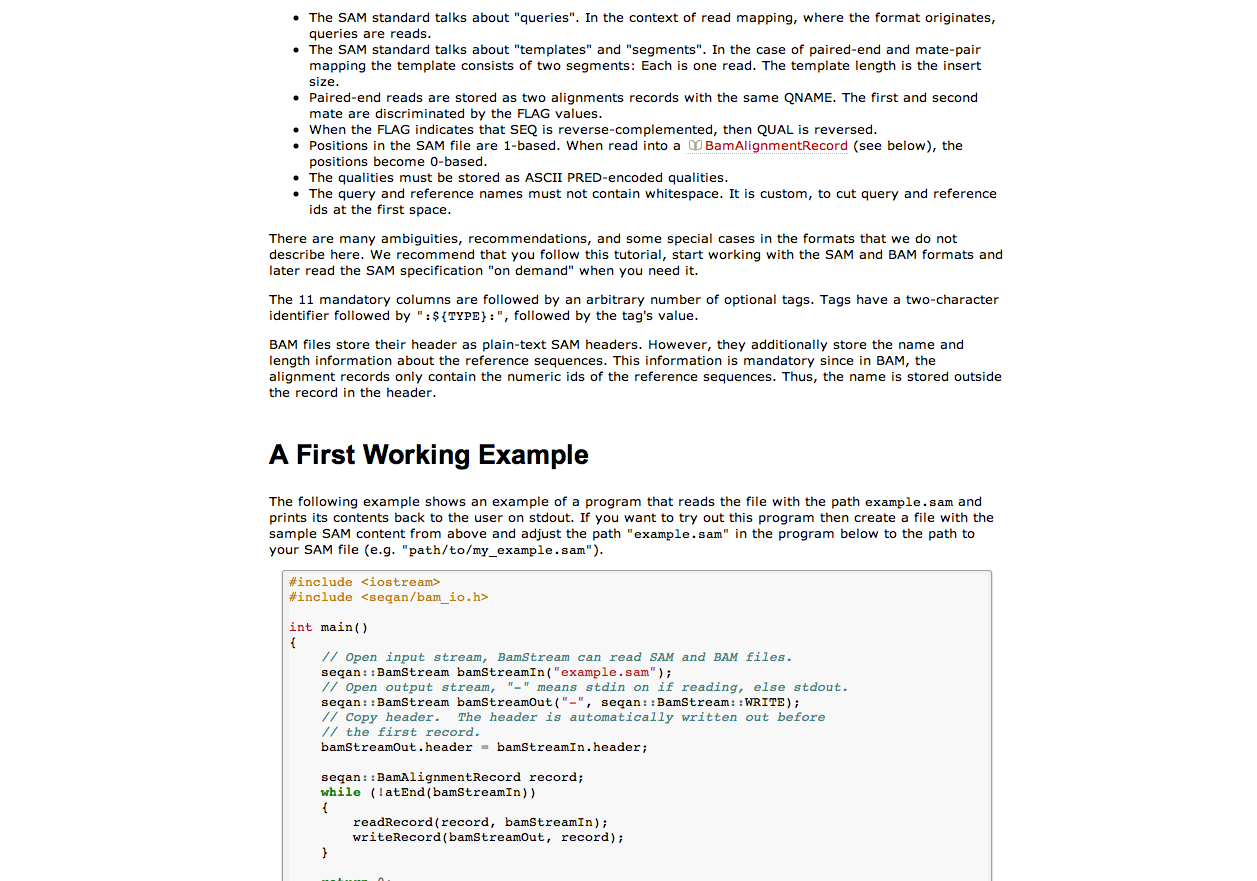 The SAM standard talks about "queries". In the context of read mapping, where the format originates,
queries are reads.
The SAM standard talks about "templates" and "segments". In the case of paired-end and mate-pair
mapping the template consists of two segments: Each is one read. The template length is the insert
size.
Paired-end reads are stored as two alignments records with the same QNAME. The first and second
mate are discriminated by the FLAG values.
When the FLAG indicates that SEQ is reverse-complemented, then QUAL is reversed.
Positions in the SAM file are 1-based. When read into a BamAlignmentRecord (see below), the
positions become 0-based.
The qualities must be stored as ASCII PRED-encoded qualities.
The query and reference names must not contain whitespace. It is custom, to cut query and reference
ids at the first space.
There are many ambiguities, recommendations, and some special cases in the formats that we do not
describe here. We recommend that you follow this tutorial, start working with the SAM and BAM formats and
later read the SAM specification "on demand" when you need it.
The 11 mandatory columns are followed by an arbitrary number of optional tags. Tags have a two-character
identifier followed by ":${TYPE}:", followed by the tag's value.
BAM files store their header as plain-text SAM headers. However, they additionally store the name and
length information about the reference sequences. This information is mandatory since in BAM, the
alignment records only contain the numeric ids of the reference sequences. Thus, the name is stored outside
the record in the header.
A First Working Example
The following example shows an example of a program that reads the file with the path example.sam and
prints its contents back to the user on stdout. If you want to try out this program then create a file with the
sample SAM content from above and adjust the path "example.sam" in the program below to the path to
your SAM file (e.g. "path/to/my_example.sam").
#include <iostream>
#include <seqan/bam_io.h>
int main()
{
// Open input stream, BamStream can read SAM and BAM files.
seqan::BamStream bamStreamIn("example.sam");
// Open output stream, "-" means stdin on if reading, else stdout.
seqan::BamStream bamStreamOut("-", seqan::BamStream::WRITE);
// Copy header.  The header is automatically written out before
// the first record.
bamStreamOut.header = bamStreamIn.header;
seqan::BamAlignmentRecord record;
while (!atEnd(bamStreamIn))
{
readRecord(record, bamStreamIn);
writeRecord(bamStreamOut, record);
}